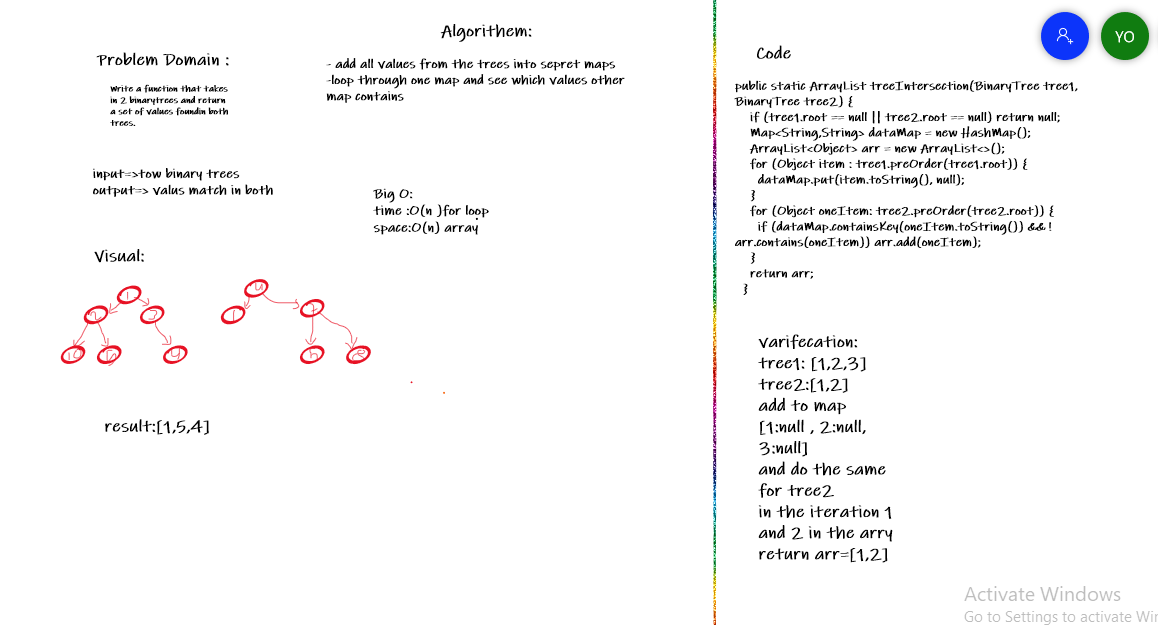 Problem Domain :
Write a function that takes
in 2 binarytrees and return
a set of values foundin both
trees.
input=>tow binary trees
output=> valus match in both
Visual:
1
2
3
4
1
result:[1,5,4]
Algorithem:
- add all values from the trees into sepret maps
-loop through one map and see which values other
map contains
Big O:
time :O(n )for loop
space:O(n) array
Code
public static ArrayList treeIntersection(BinaryTree tree1,
BinaryTree tree2) {
if (tree1.root == null || tree2.root == null) return null;
Map<String,String> dataMap = new HashMap();
ArrayList<Object> arr = new ArrayList<>();
for (Object item : tree1.preOrder(tree1.root)) {
dataMap.put(item.toString(), null);
}
for (Object oneItem: tree2.preOrder(tree2.root)) {
if (dataMap.containsKey(oneItem.toString()) && !
arr.contains(oneItem)) arr.add(oneItem);
}
return arr;
}
varifecation:
tree1: [1,2,3]
tree2:[1,2]
add to map
[1:null , 2:null,
3:null]
and do the same
for tree2
in the iteration 1
and 2 in the arry
return arr=[1,2]
YO
Activate Windows
Go to Settings to activate Wi